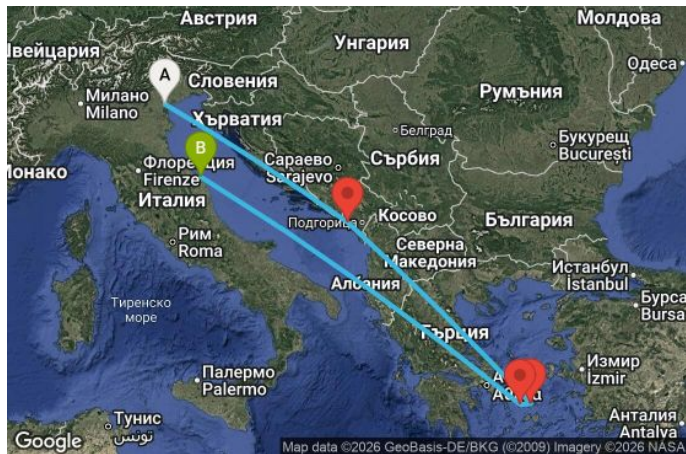 Австрия
Молдова
Швейцария
Унгария
Одеса
Словения
Милано
Milano
Румъния
Хърватия
Белград
Букурещ
București
B
A
Флоренция
Firenze
Сараево
Sarajevo
Сърбия
Монако
Италия
Подгорица
Косово
България
Рим
Roma
Северна
Македония
Истанбул
İstanbul
Албания
Тиренско
море
Бурса
Bursa
Гърция
Измир
İzmir
Палермо
Palermo
Анталия
Antalya
Тунис
تونس
Google
Map data ©2026 GeoBasis-DE/BKG (©2009) Imagery ©2026 NASA